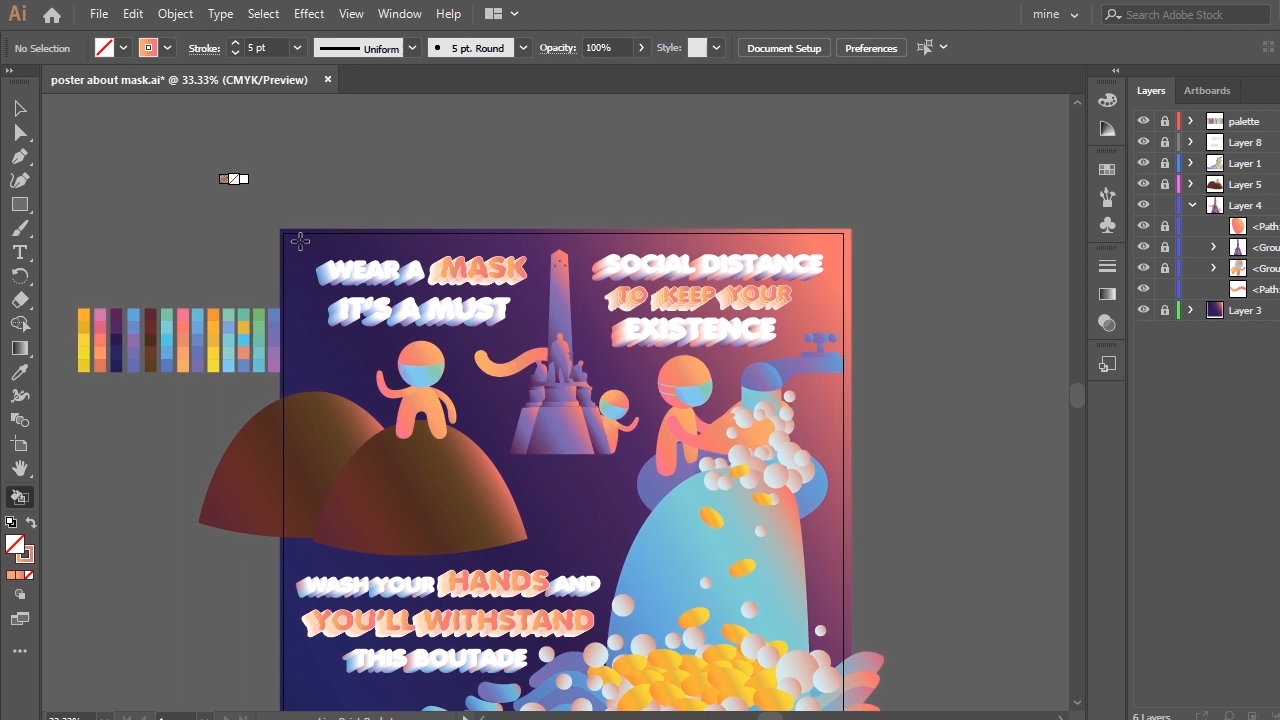 Ai File Edit Object Type Select Effect View Window Help mine Search Adobe Stock
No Selection Stroke: 5 pt Uniform 5 pt. Round Opacity: 100% Style: Document Setup Preferences
poster about mask.ai* @ 33.33% (CMYK/Preview) ×
Layers Artboards
palette
Layer 8
Layer 1
Layer 5
Layer 4
<Path
<Grou
<Grou
<Path
Layer 3
WEAR A MASK
IT'S A MUST
SOCIAL DISTANCE
TO KEEP YOUR
EXISTENCE
WASH YOUR HANDS AND
YOU'LL WITHSTAND
THIS BOUTADE
6 Layers